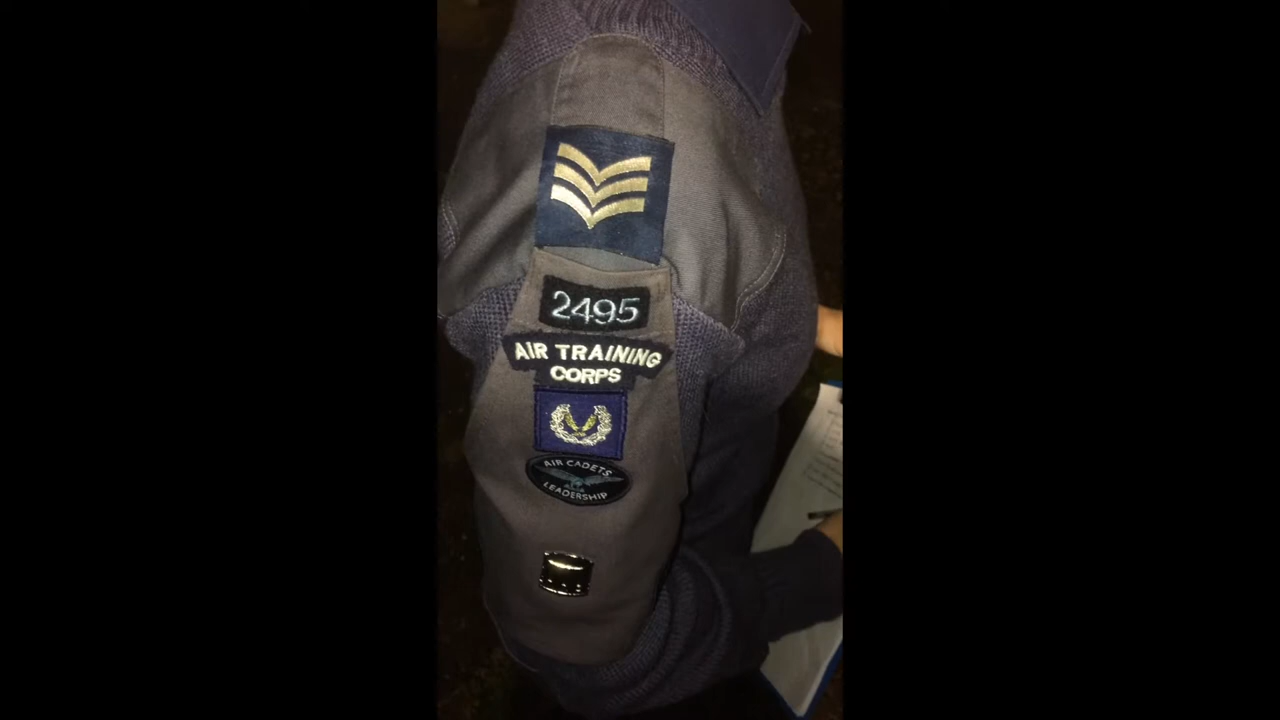 2495
AIR TRAINING
CORPS
AIR CADETS
LEADERSHIP